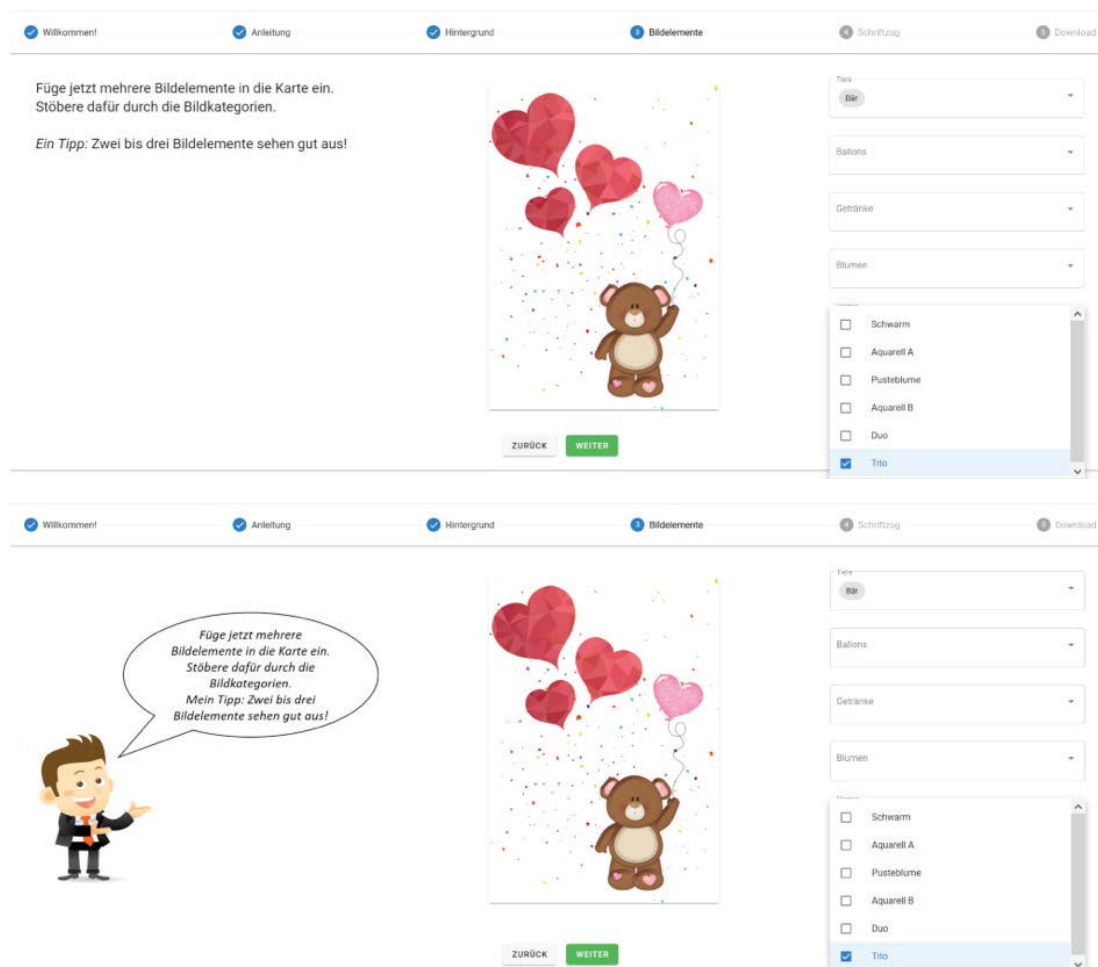 Willkommen!
Anleitung
Hintergrund
3
Bildelemente
4
Schriftzug
5
Download
Füge jetzt mehrere Bildelemente in die Karte ein.
Stöbere dafür durch die Bildkategorien.
Ein Tipp: Zwei bis drei Bildelemente sehen gut aus!
Tiere
Bär
Ballons
Getränke
Blumen
Schwarm
Aquarell A
Pusteblume
Aquarell B
Duo
Trio
ZURÜCK
WEITER
Willkommen!
Anleitung
Hintergrund
3
Bildelemente
4
Schriftzug
5
Download
Füge jetzt mehrere
Bildelemente in die Karte ein.
Stöbere dafür durch die
Bildkategorien.
Mein Tipp: Zwei bis drei
Bildelemente sehen gut aus!
Tiere
Bär
Ballons
Getränke
Blumen
Schwarm
Aquarell A
Pusteblume
Aquarell B
Duo
Trio
ZURÜCK
WEITER